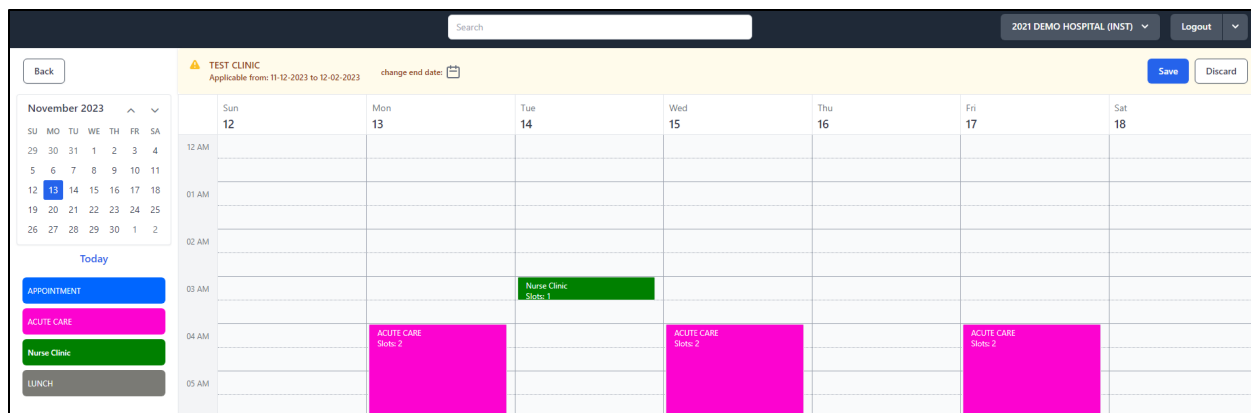 Search
2021 DEMO HOSPITAL (INST)
Logout
Back
TEST CLINIC
Applicable from: 11-12-2023 to 12-02-2023
change end date:
Save
Discard
November 2023
SU MO TU WE TH FR SA
29 30 31 1 2 3 4
5 6 7 8 9 10 11
12 13 14 15 16 17 18
19 20 21 22 23 24 25
26 27 28 29 30 1 2
Today
APPOINTMENT
ACUTE CARE
Nurse Clinic
LUNCH
Sun Mon Tue Wed Thu Fri Sat
12 13 14 15 16 17 18
12 AM
01 AM
02 AM
03 AM
Nurse Clinic
Slots: 1
04 AM
ACUTE CARE
Slots: 2
ACUTE CARE
Slots: 2
ACUTE CARE
Slots: 2
05 AM